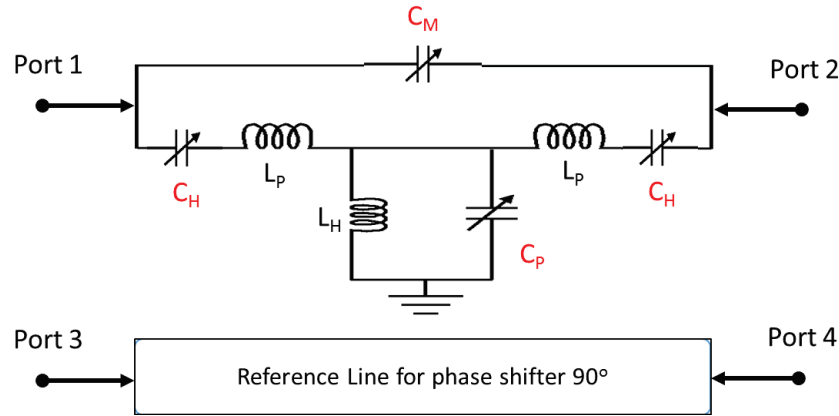 C_M
Port 1
Port 2
L_P
L_P
C_H
C_H
L_H
C_P
Port 3
Port 4
Reference Line for phase shifter 90°